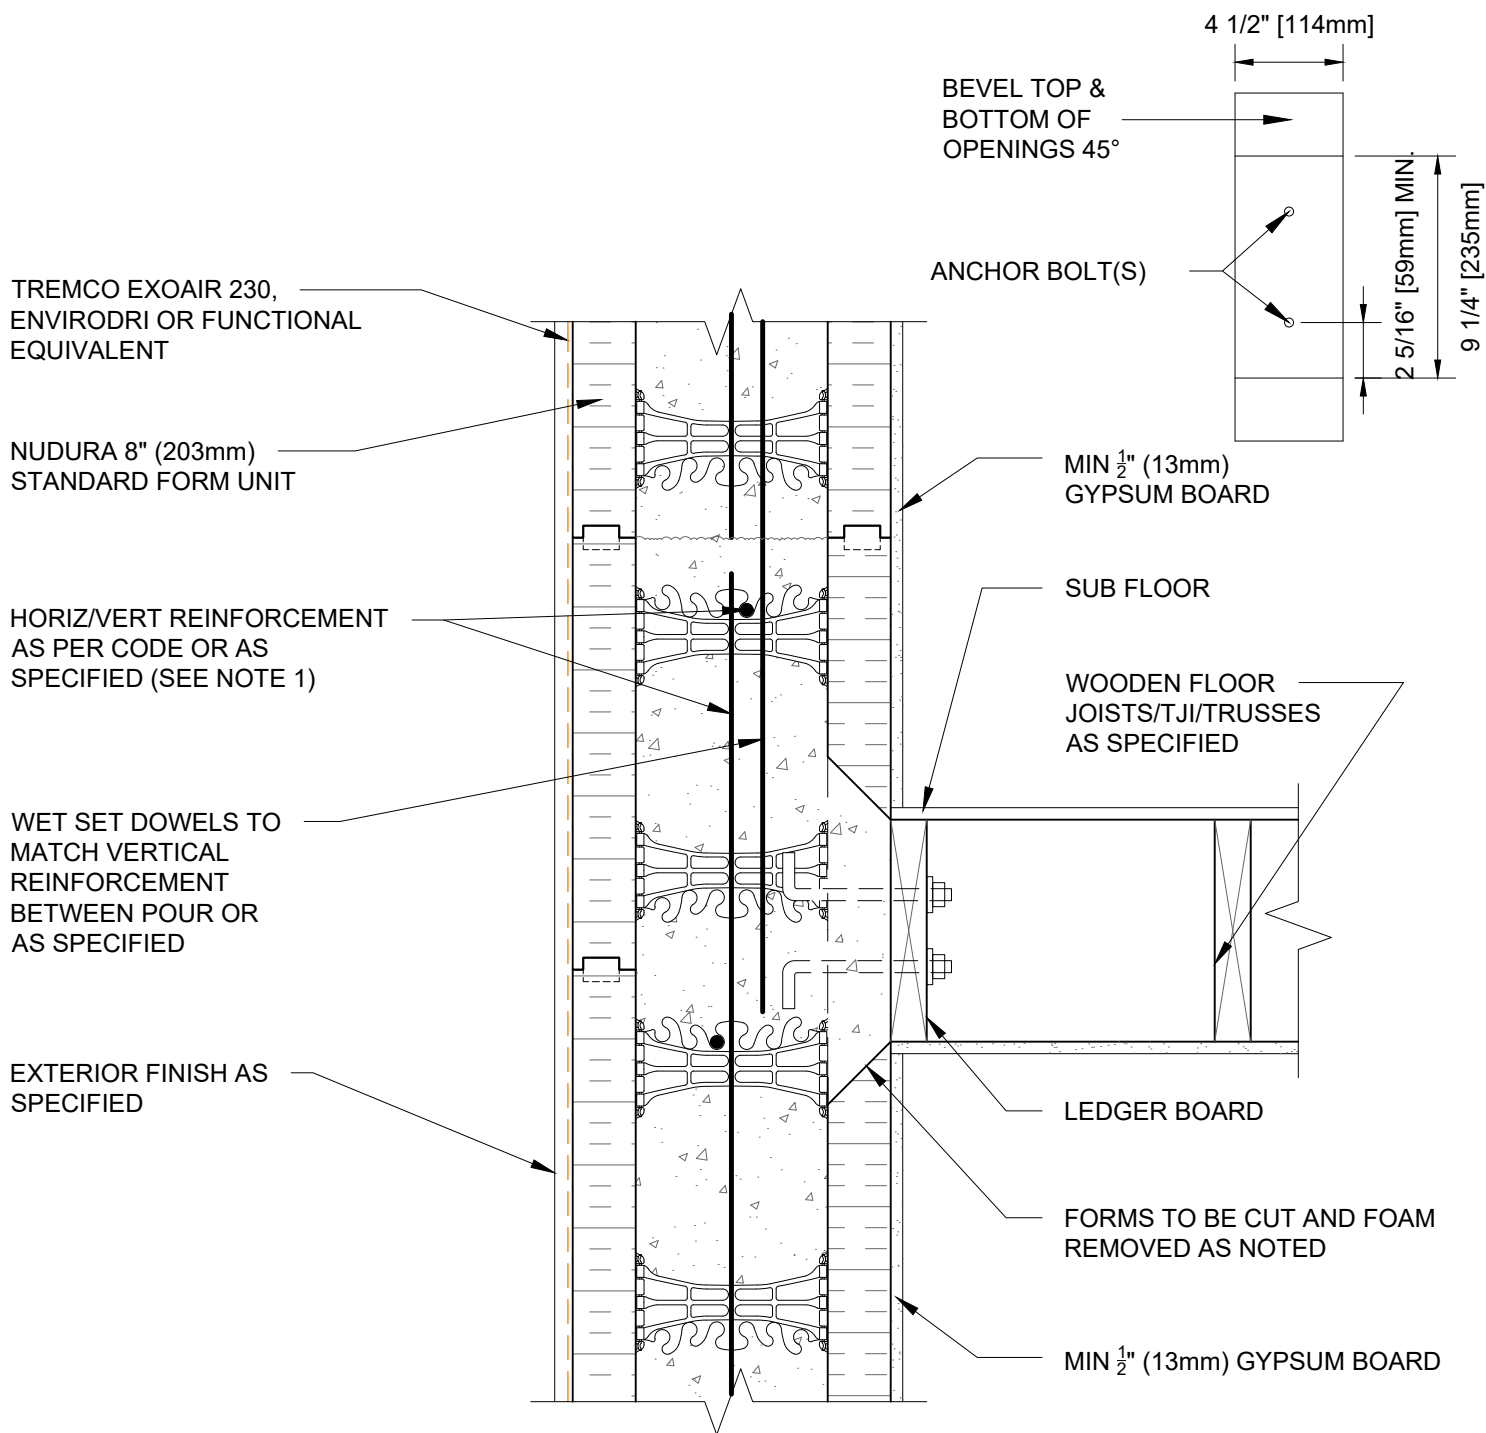 4 1/2" [114mm]
BEVEL TOP &
BOTTOM OF
OPENINGS 45°
2 5/16" [59mm] MIN.
9 1/4" [235mm]
ANCHOR BOLT(S)
TREMCO EXOAIR 230,
ENVIRODRI OR FUNCTIONAL
EQUIVALENT
NUDURA 8" (203mm)
STANDARD FORM UNIT
MIN 1/2" (13mm)
GYPSUM BOARD
HORIZ/VERT REINFORCEMENT
AS PER CODE OR AS
SPECIFIED (SEE NOTE 1)
SUB FLOOR
WOODEN FLOOR
JOISTS/TJI/TRUSSES
AS SPECIFIED
WET SET DOWELS TO
MATCH VERTICAL
REINFORCEMENT
BETWEEN POUR OR
AS SPECIFIED
EXTERIOR FINISH AS
SPECIFIED
LEDGER BOARD
FORMS TO BE CUT AND FOAM
REMOVED AS NOTED
MIN 1/2" (13mm) GYPSUM BOARD